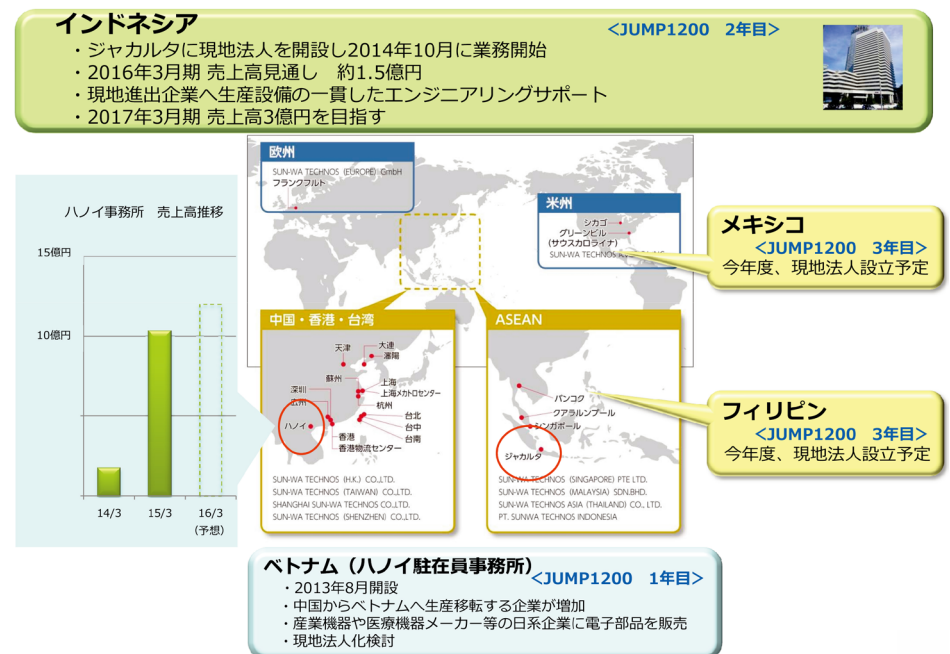 インドネシア
<JUMP1200 2年目>
・ジャカルタに現地法人を開設し2014年10月に業務開始
・2016年3月期 売上高見通し 約1.5億円
・現地進出企業へ生産設備の一貫したエンジニアリングサポート
・2017年3月期 売上高3億円を目指す
ハノイ事務所 売上高推移
15億円
10億円
14/3 15/3 16/3
(予想)
欧州
SUN-WA TECHNOS (EUROPE) GmbH
フランクフルト
米州
シカゴ
グリーンビル
(サウスカロライナ)
SUN-WA TECHNOS
メキシコ
<JUMP1200 3年目>
今年度、現地法人設立予定
中国・香港・台湾
天津
大連
瀋陽
蘇州
上海
上海メカトロセンター
杭州
深圳
広州
ハノイ
台北
台中
台南
香港
香港物流センター
SUN-WA TECHNOS (H.K.) CO.,LTD.
SUN-WA TECHNOS (TAIWAN) CO.,LTD.
SHANGHAI SUN-WA TECHNOS CO.,LTD.
SUN-WA TECHNOS (SHENZHEN) CO.,LTD.
ASEAN
バンコク
クアラルンプール
シンガポール
ジャカルタ
SUN-WA TECHNOS (SINGAPORE) PTE LTD.
SUN-WA TECHNOS (MALAYSIA) SDN.BHD.
SUN-WA TECHNOS ASIA (THAILAND) CO., LTD.
PT. SUNWA TECHNOS INDONESIA
フィリピン
<JUMP1200 3年目>
今年度、現地法人設立予定
ベトナム（ハノイ駐在員事務所）
<JUMP1200 1年目>
・2013年8月開設
・中国からベトナムへ生産移転する企業が増加
・産業機器や医療機器メーカー等の日系企業に電子部品を販売
・現地法人化検討